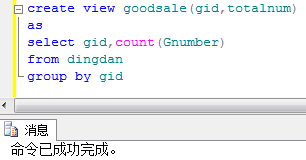 create view goodsale(gid,totalnum)
as
select gid,count(Gnumber)
from dingdan
group by gid
消息
命令已成功完成。